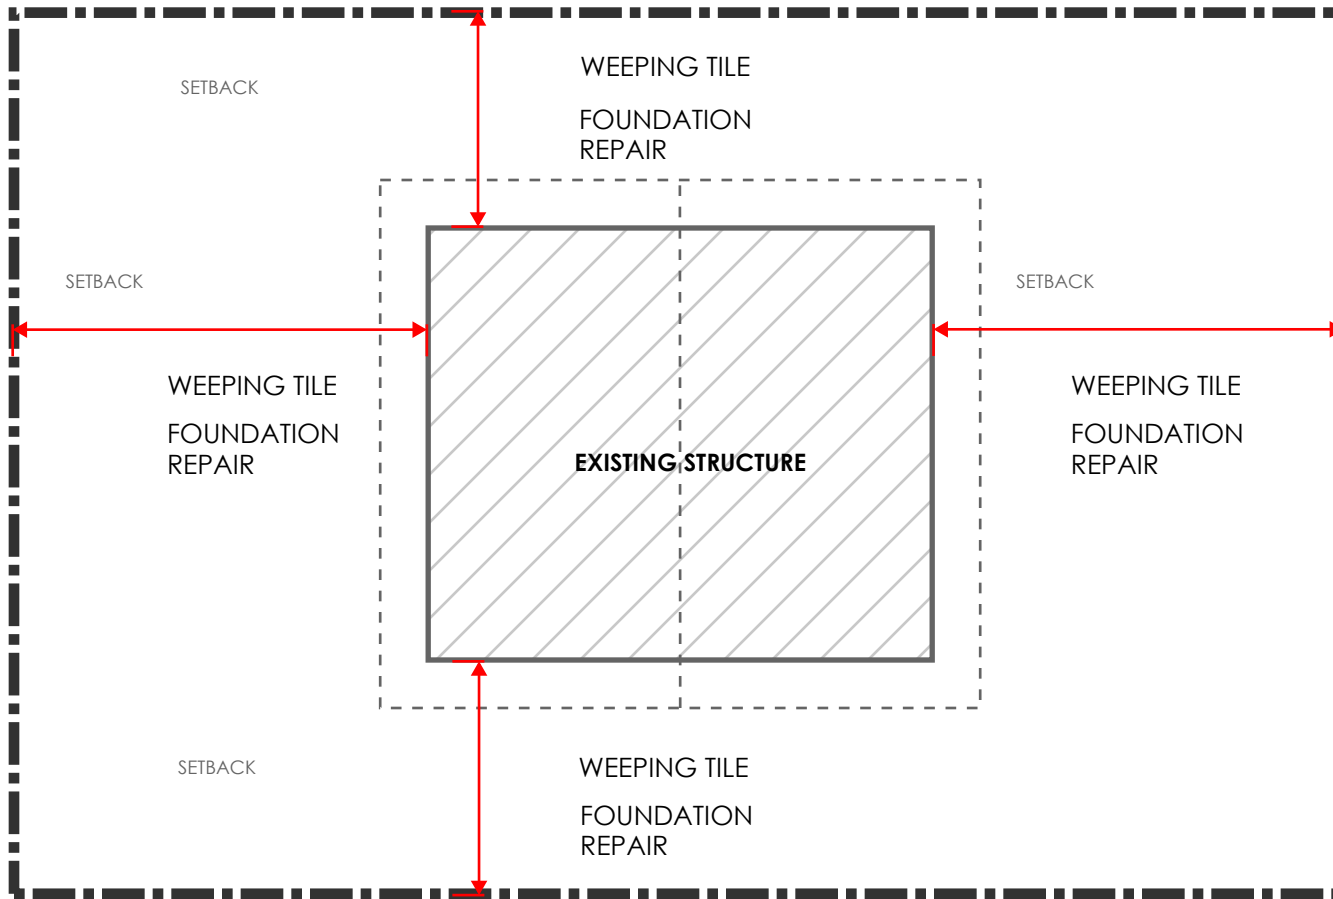 WEEPING TILE
SETBACK
FOUNDATION
REPAIR
SETBACK
SETBACK
WEEPING TILE
FOUNDATION
REPAIR
WEEPING TILE
FOUNDATION
REPAIR
EXISTING STRUCTURE
SETBACK
WEEPING TILE
FOUNDATION
REPAIR